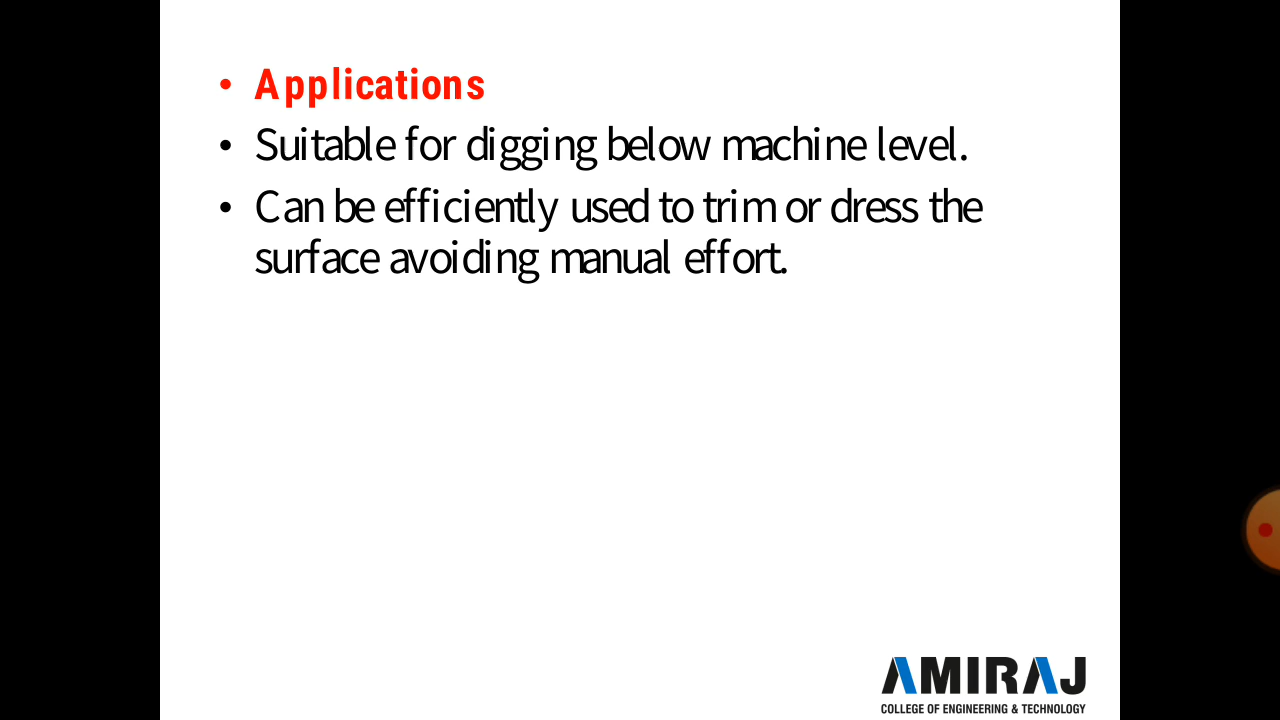 • Applications
• Suitable for digging below machine level.
• Can be efficiently used to trim or dress the
surface avoiding manual effort.
AMIRAJ
COLLEGE OF ENGINEERING & TECHNOLOGY